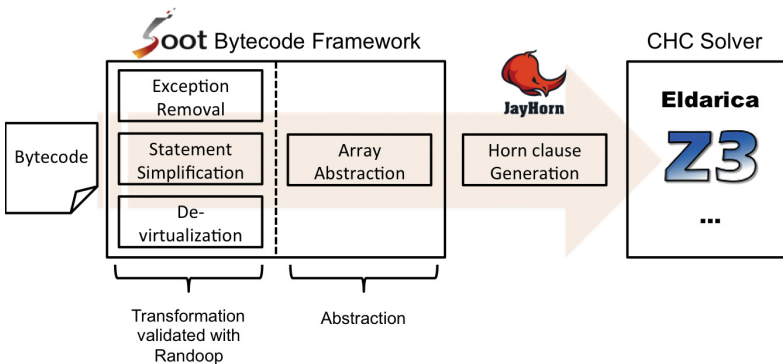 Soot Bytecode Framework
CHC Solver
Exception
Removal
JayHorn
Eldarica
Bytecode
Statement
Simplification
Array
Abstraction
Horn clause
Generation
Z3
De-
virtualization
...
Transformation
validated with
Randoop
Abstraction